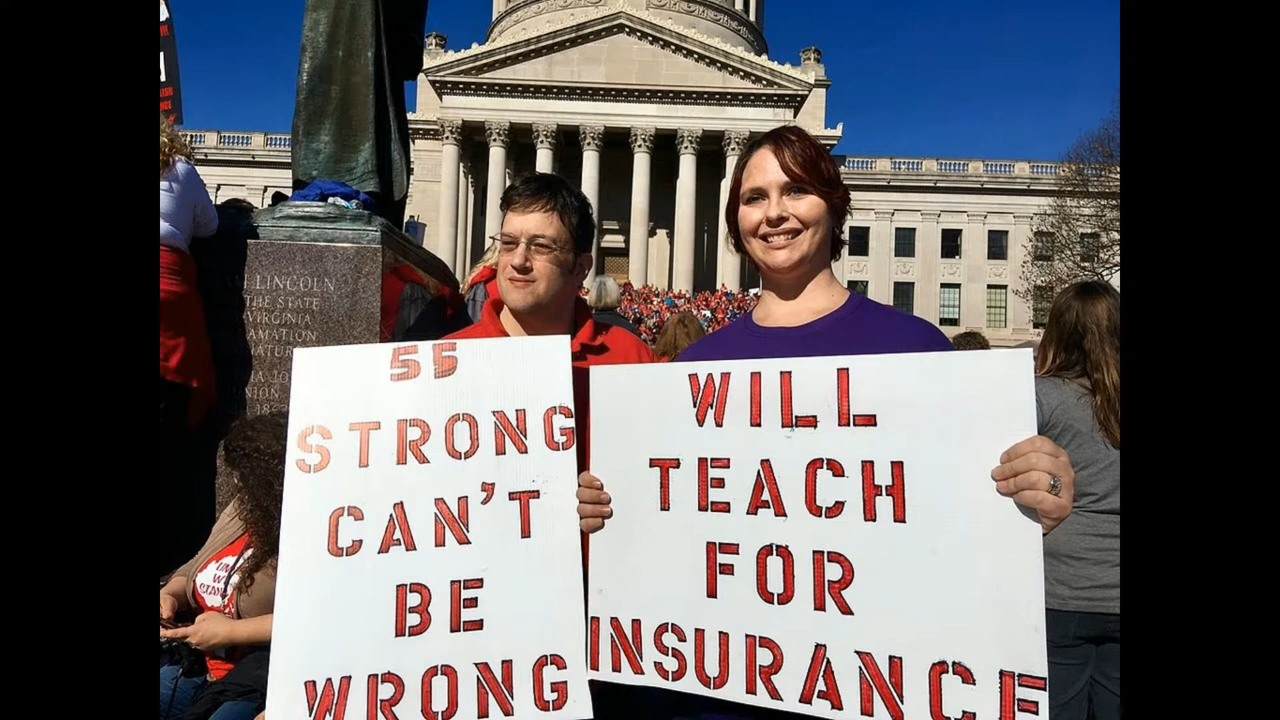 LINCOLN
THE STATE
VIRGINIA
55
STRONG
CAN'T
BE
WRONG
WILL
TEACH
FOR
INSURANCE